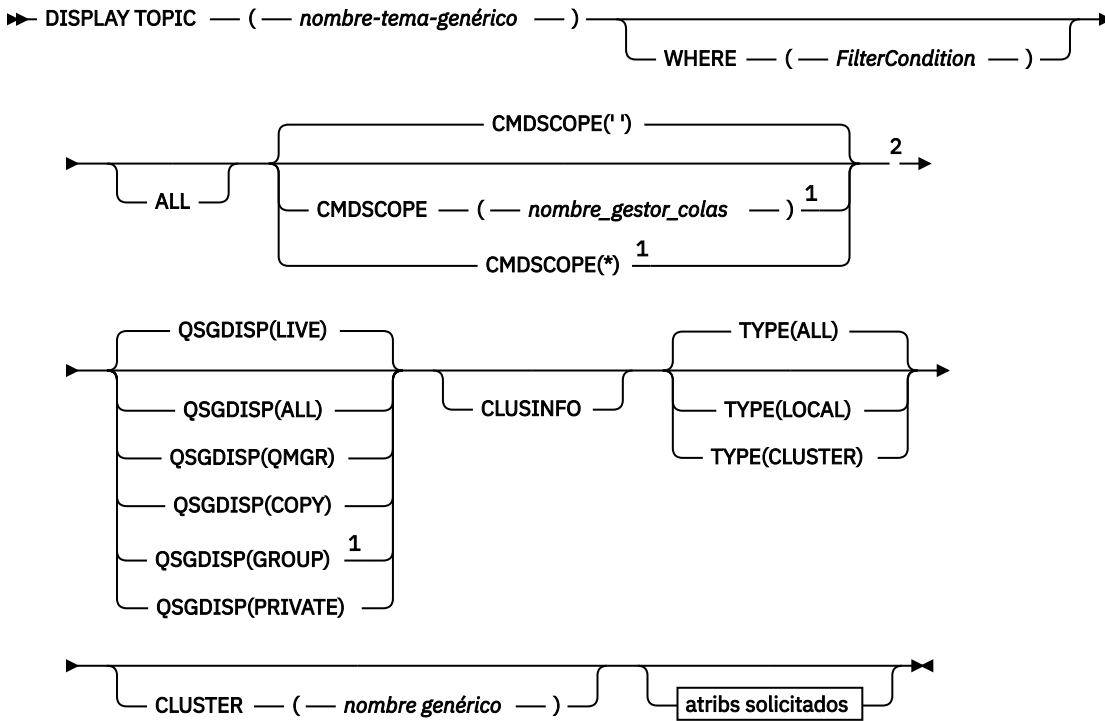 DISPLAY TOPIC ( nombre-tema-genérico )
WHERE ( FilterCondition )
CMDSCOPE(' ')
2
ALL
CMDSCOPE ( nombre_gestor_colas ) 1
CMDSCOPE(*) 1
QSGDISP(LIVE)
TYPE(ALL)
QSGDISP(ALL)
CLUSINFO
TYPE(LOCAL)
QSGDISP(QMGR)
TYPE(CLUSTER)
QSGDISP(COPY)
QSGDISP(GROUP) 1
QSGDISP(PRIVATE)
CLUSTER ( nombre genérico )
atribs solicitados